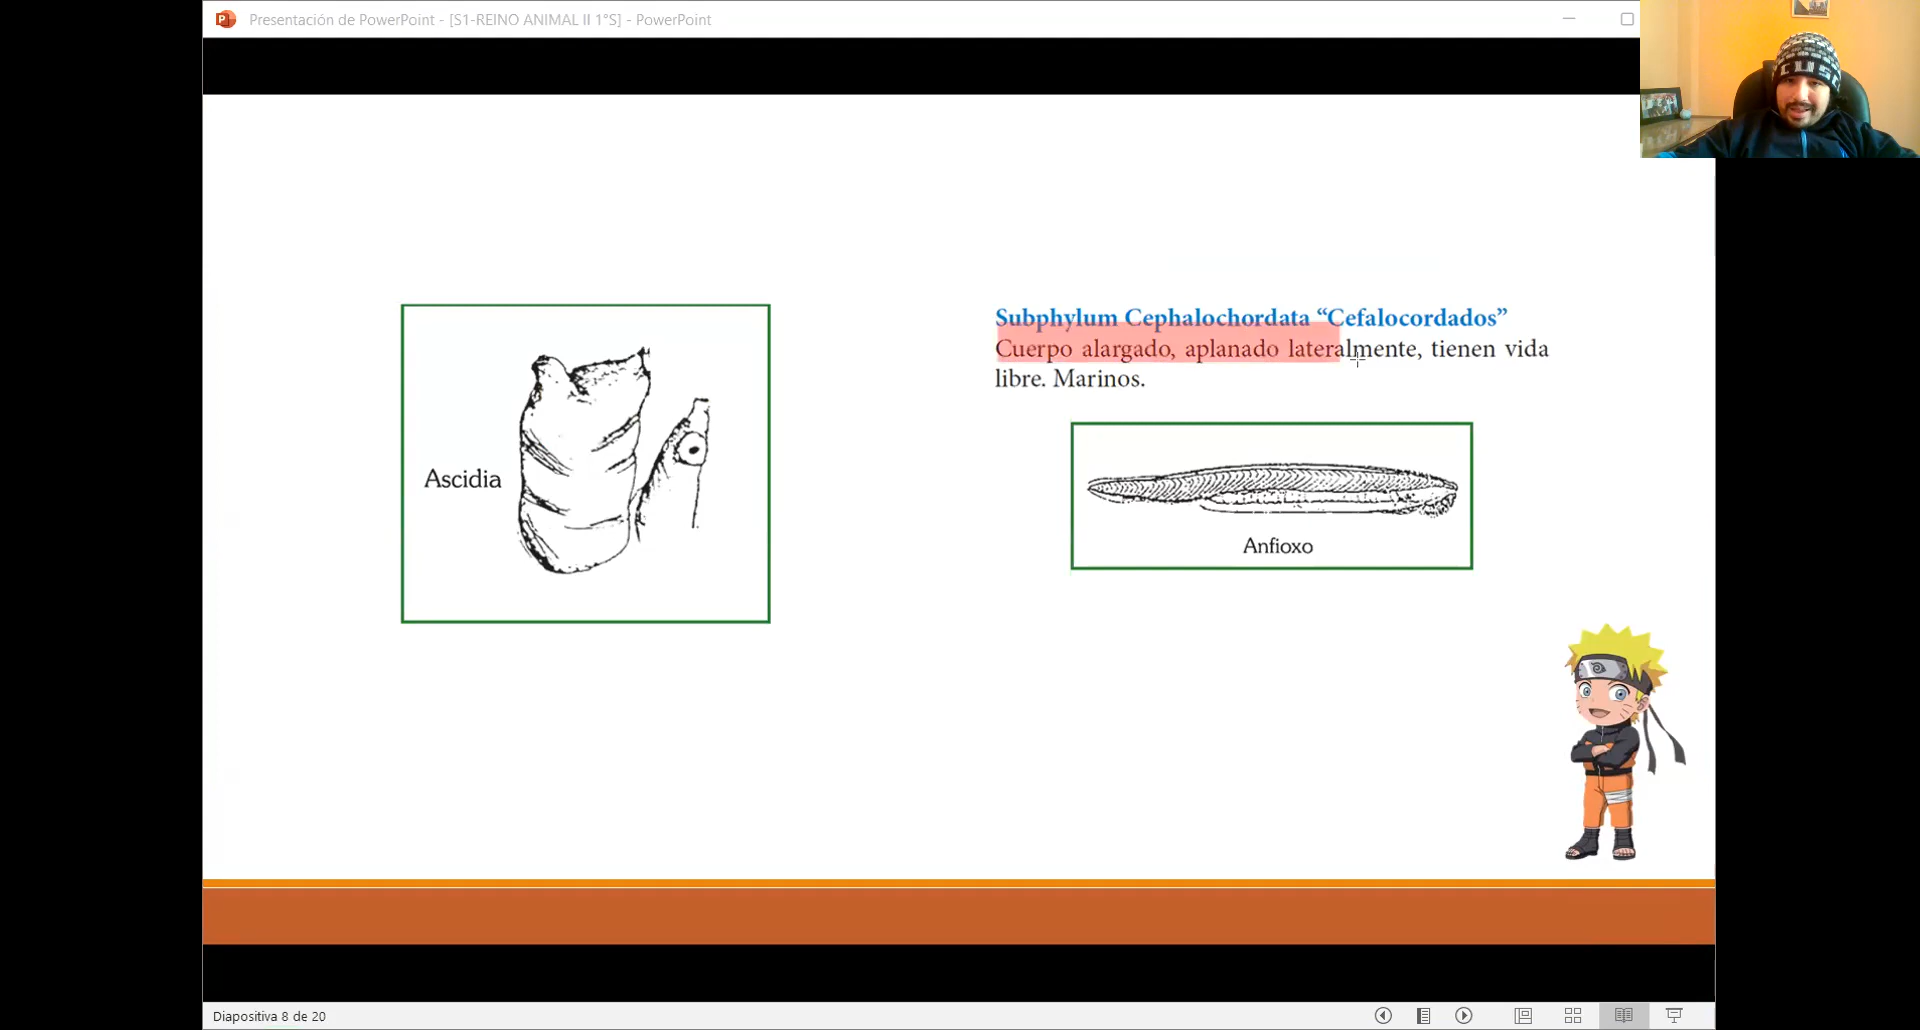 Presentación de PowerPoint - [S1-REINO ANIMAL II 1°S] - PowerPoint
CUSC
Ascidia
Subphylum Cephalochordata “Cefalocordados”
Cuerpo alargado, aplanado lateralmente, tienen vida
libre. Marinos.
Anfioxo
Diapositiva 8 de 20